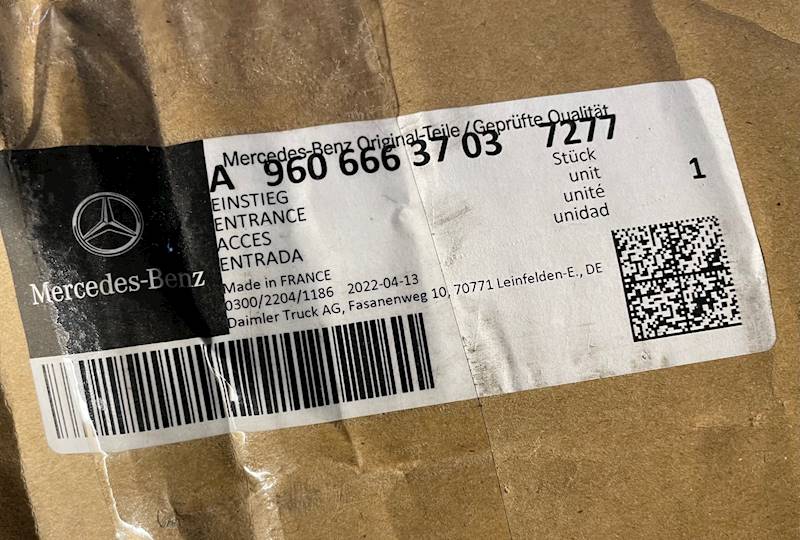 Mercedes-Benz Original-Teile/Geprüfte Qualität
A 960 666 37 03 7277
EINSTIEG
ENTRANCE
ACCES
ENTRADA
Stück
unit
unité
unidad
1
Made in FRANCE
0300/2204/1186 2022-04-13
Daimler Truck AG, Fasanenweg 10, 70771 Leinfelden-E., DE
Mercedes-Benz